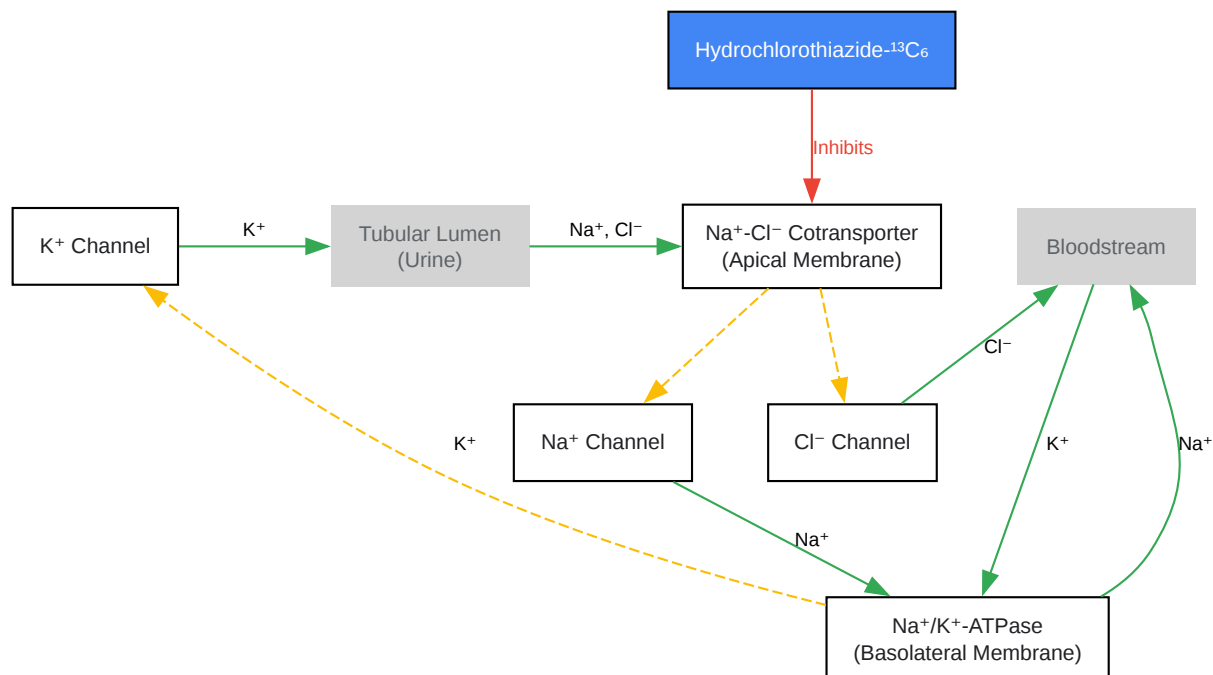 Hydrochlorothiazide-¹³C₆
Inhibits
K⁺ Channel
K⁺
Tubular Lumen
(Urine)
Na⁺, Cl⁻
Na⁺-Cl⁻ Cotransporter
(Apical Membrane)
Bloodstream
Cl⁻
K⁺
Na⁺ Channel
Cl⁻ Channel
K⁺
Na⁺
Na⁺
Na⁺/K⁺-ATPase
(Basolateral Membrane)